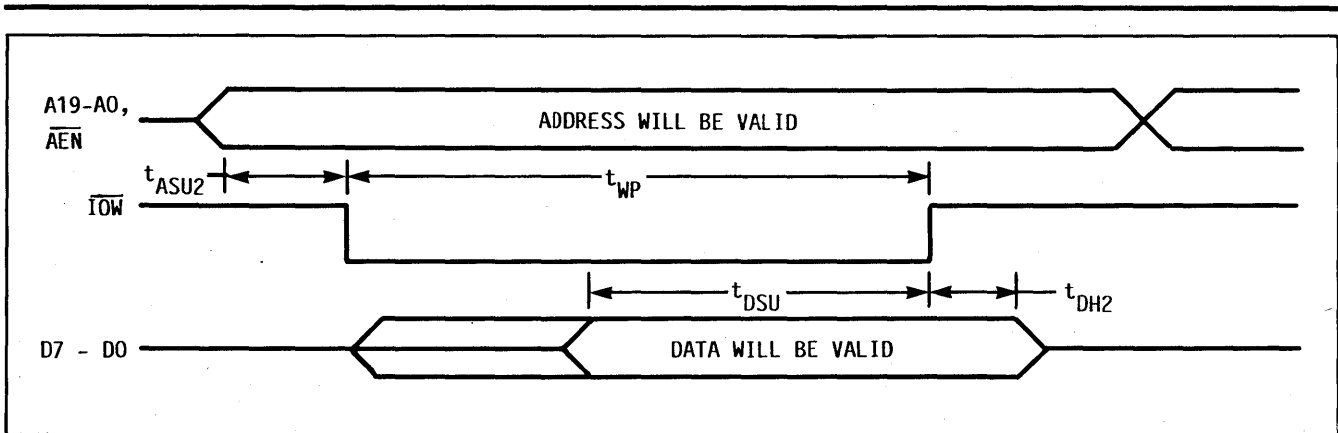 A19-A0,
AEN
ADDRESS WILL BE VALID
tASU2
tWP
IOW
tDSU
tDH2
D7 - D0
DATA WILL BE VALID